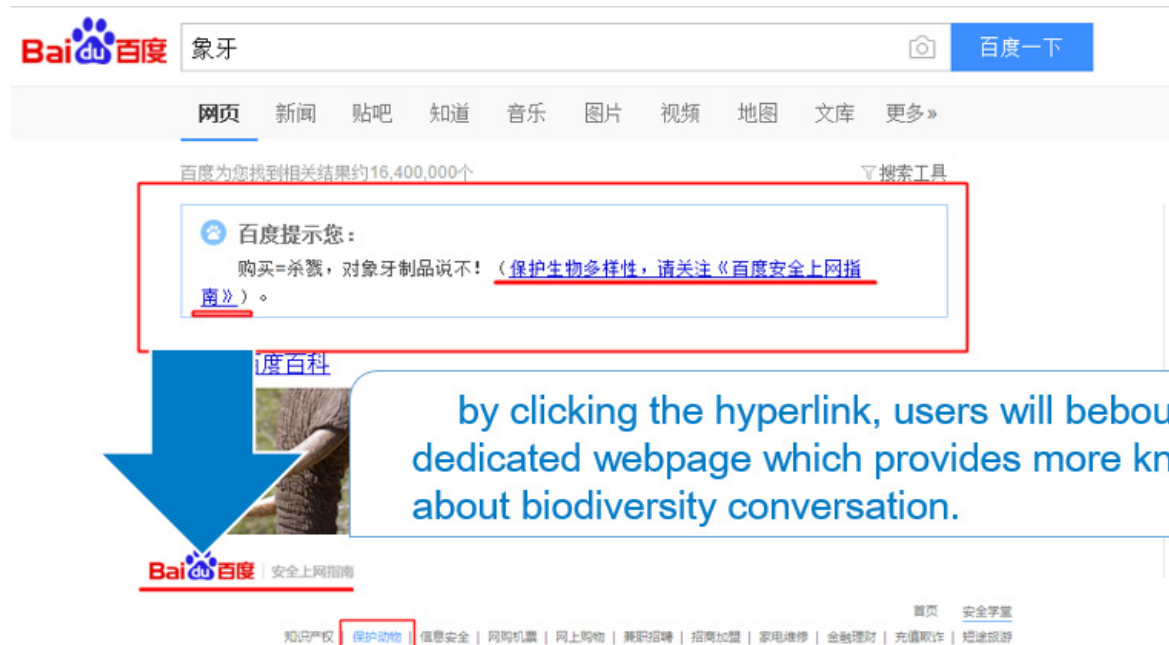 Bai du 百度 象牙 百度一下
网页 新闻 贴吧 知道 音乐 图片 视频 地图 文库 更多»
百度为您找到相关结果约16,400,000个 搜索工具
百度提示您：
购买=杀戮，对象牙制品说不！（保护生物多样性，请关注《百度安全上网指
南》）。
百度百科
by clicking the hyperlink, users will bebou
dedicated webpage which provides more kn
about biodiversity conversation.
Bai du 百度 安全上网指南
首页 安全学堂
知识产权 | 保护动物 | 信息安全 | 网购机票 | 网上购物 | 兼职招聘 | 招商加盟 | 家电维修 | 金融理财 | 充值欺诈 | 短途旅游